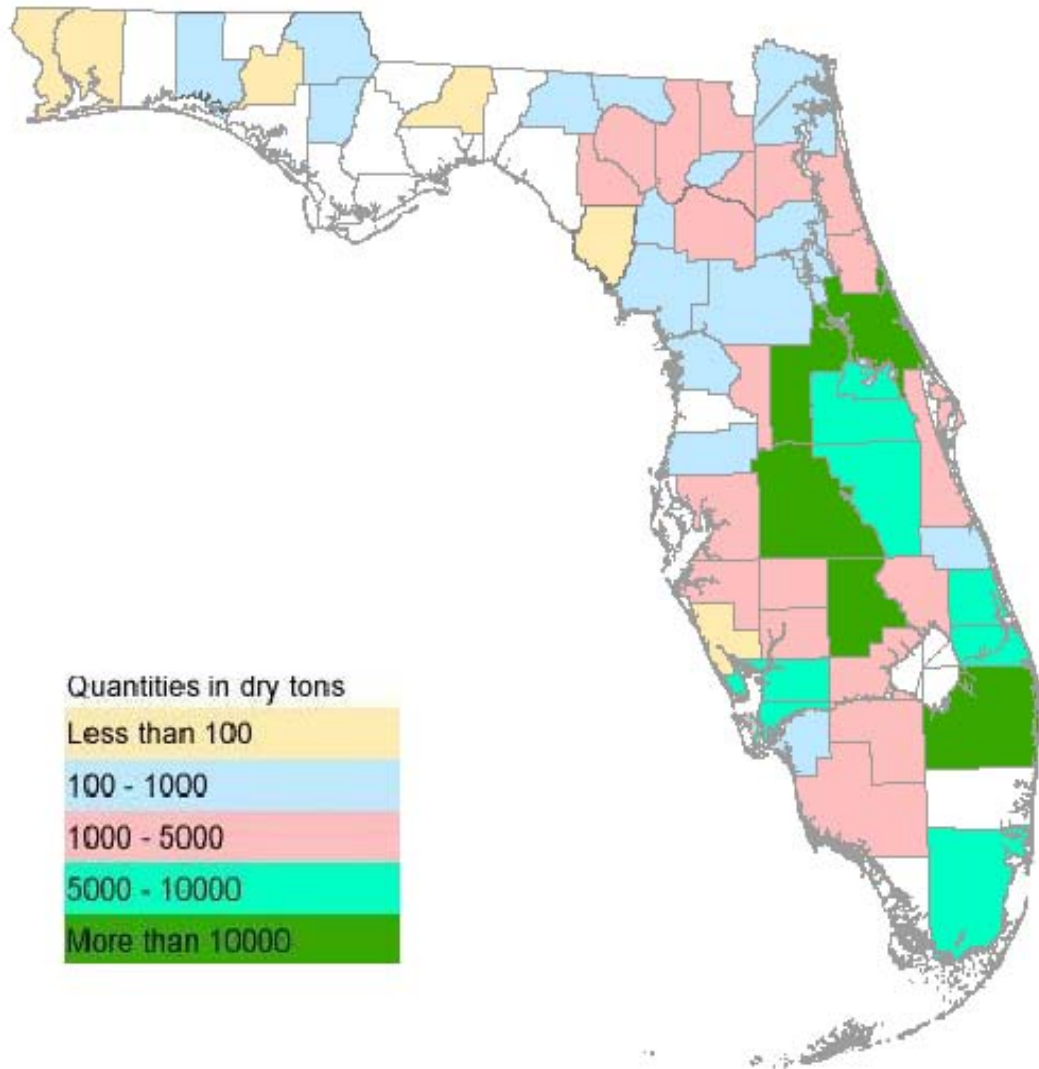 Quantities in dry tons
Less than 100
100 - 1000
1000 - 5000
5000 - 10000
More than 10000